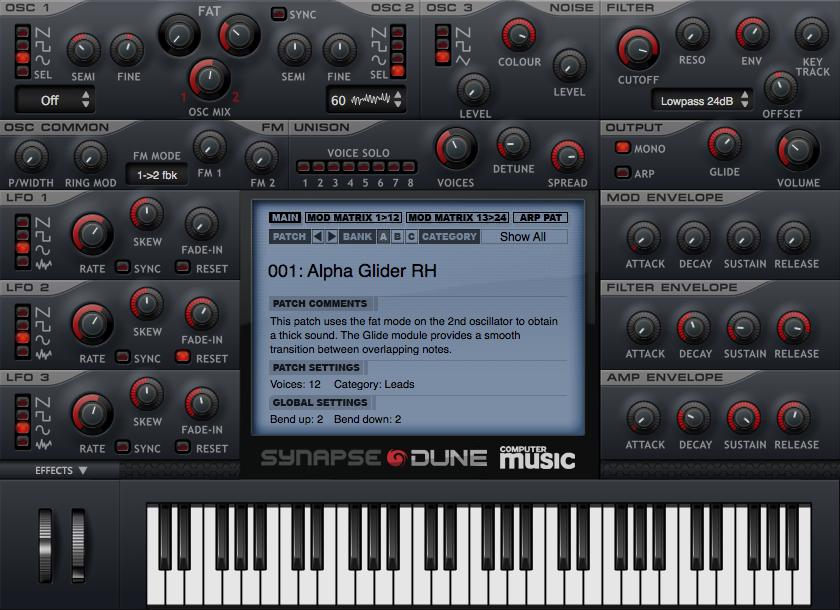 OSC 1
FAT
SYNC
OSC 2
OSC 3
NOISE
FILTER
SEL
SEMI
FINE
1
2
OSC MIX
SEMI
FINE
SEL
COLOUR
LEVEL
LEVEL
CUTOFF
RESO
ENV
KEY
TRACK
Off
60
Lowpass 24dB
OFFSET
OSC COMMON
FM
UNISON
OUTPUT
P/WIDTH
RING MOD
FM MODE
1->2 fbk
FM 1
FM 2
VOICE SOLO
1 2 3 4 5 6 7 8
VOICES
DETUNE
SPREAD
MONO
ARP
GLIDE
VOLUME
LFO 1
RATE
SKEW
SYNC
FADE-IN
RESET
LFO 2
RATE
SKEW
SYNC
FADE-IN
RESET
LFO 3
RATE
SKEW
SYNC
FADE-IN
RESET
MAIN MOD MATRIX 1>12 MOD MATRIX 13>24 ARP PAT
PATCH BANK A B C CATEGORY Show All
001: Alpha Glider RH
PATCH COMMENTS
This patch uses the fat mode on the 2nd oscillator to obtain
a thick sound. The Glide module provides a smooth
transition between overlapping notes.
PATCH SETTINGS
Voices: 12 Category: Leads
GLOBAL SETTINGS
Bend up: 2 Bend down: 2
SYNAPSE DUNE
COMPUTER
music
MOD ENVELOPE
ATTACK DECAY SUSTAIN RELEASE
FILTER ENVELOPE
ATTACK DECAY SUSTAIN RELEASE
AMP ENVELOPE
ATTACK DECAY SUSTAIN RELEASE
EFFECTS